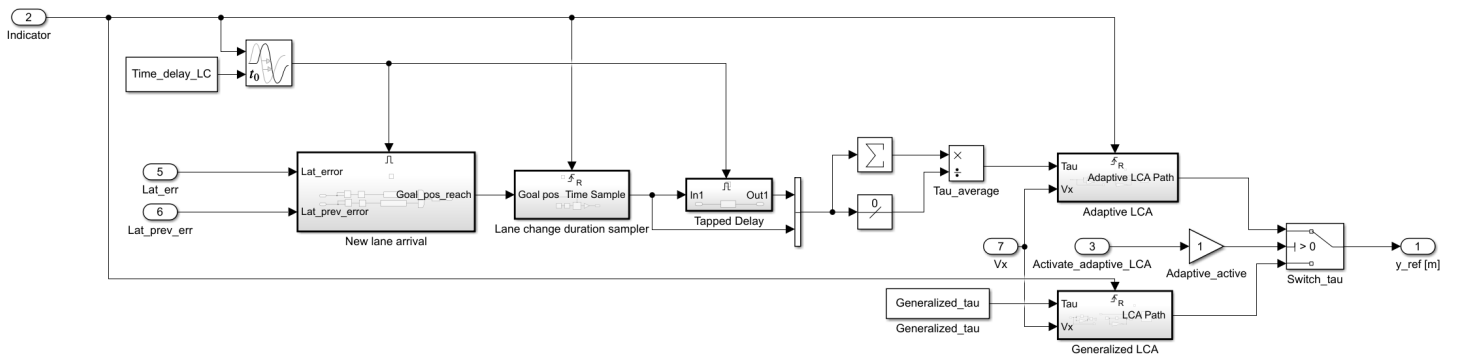 2
Indicator
Time_delay_LC
t0
5
Lat_err
6
Lat_prev_err
Lat_error
Lat_prev_error
Goal_pos_reach
New lane arrival
R
Goal pos
Time Sample
Lane change duration sampler
In1
Out1
Tapped Delay
∑
0
×
÷
Tau_average
R
Tau
Vx
Adaptive LCA Path
Adaptive LCA
7
Vx
3
Activate_adaptive_LCA
1
Adaptive_active
> 0
Switch_tau
1
y_ref [m]
Generalized_tau
Generalized_tau
R
Tau
Vx
LCA Path
Generalized LCA